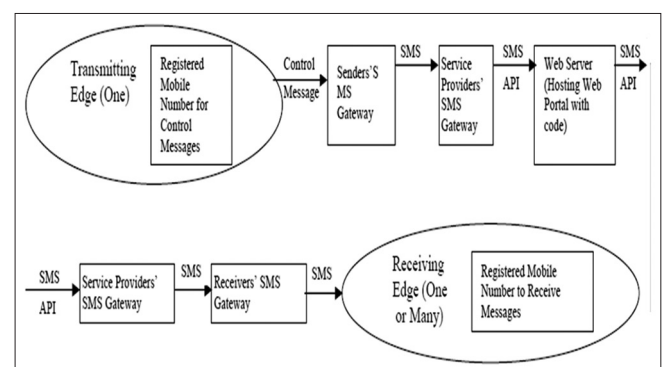 Transmitting
Edge (One)
Registered
Mobile
Number for
Control
Messages
Control
Message
Senders'S
MS
Gateway
SMS
Service
Providers'
SMS
Gateway
SMS
API
Web Server
(Hosting Web
Portal with
code)
SMS
API
SMS
API
Service Providers'
SMS Gateway
SMS
Receivers' SMS
Gateway
SMS
Receiving
Edge (One
or Many)
Registered Mobile
Number to Receive
Messages